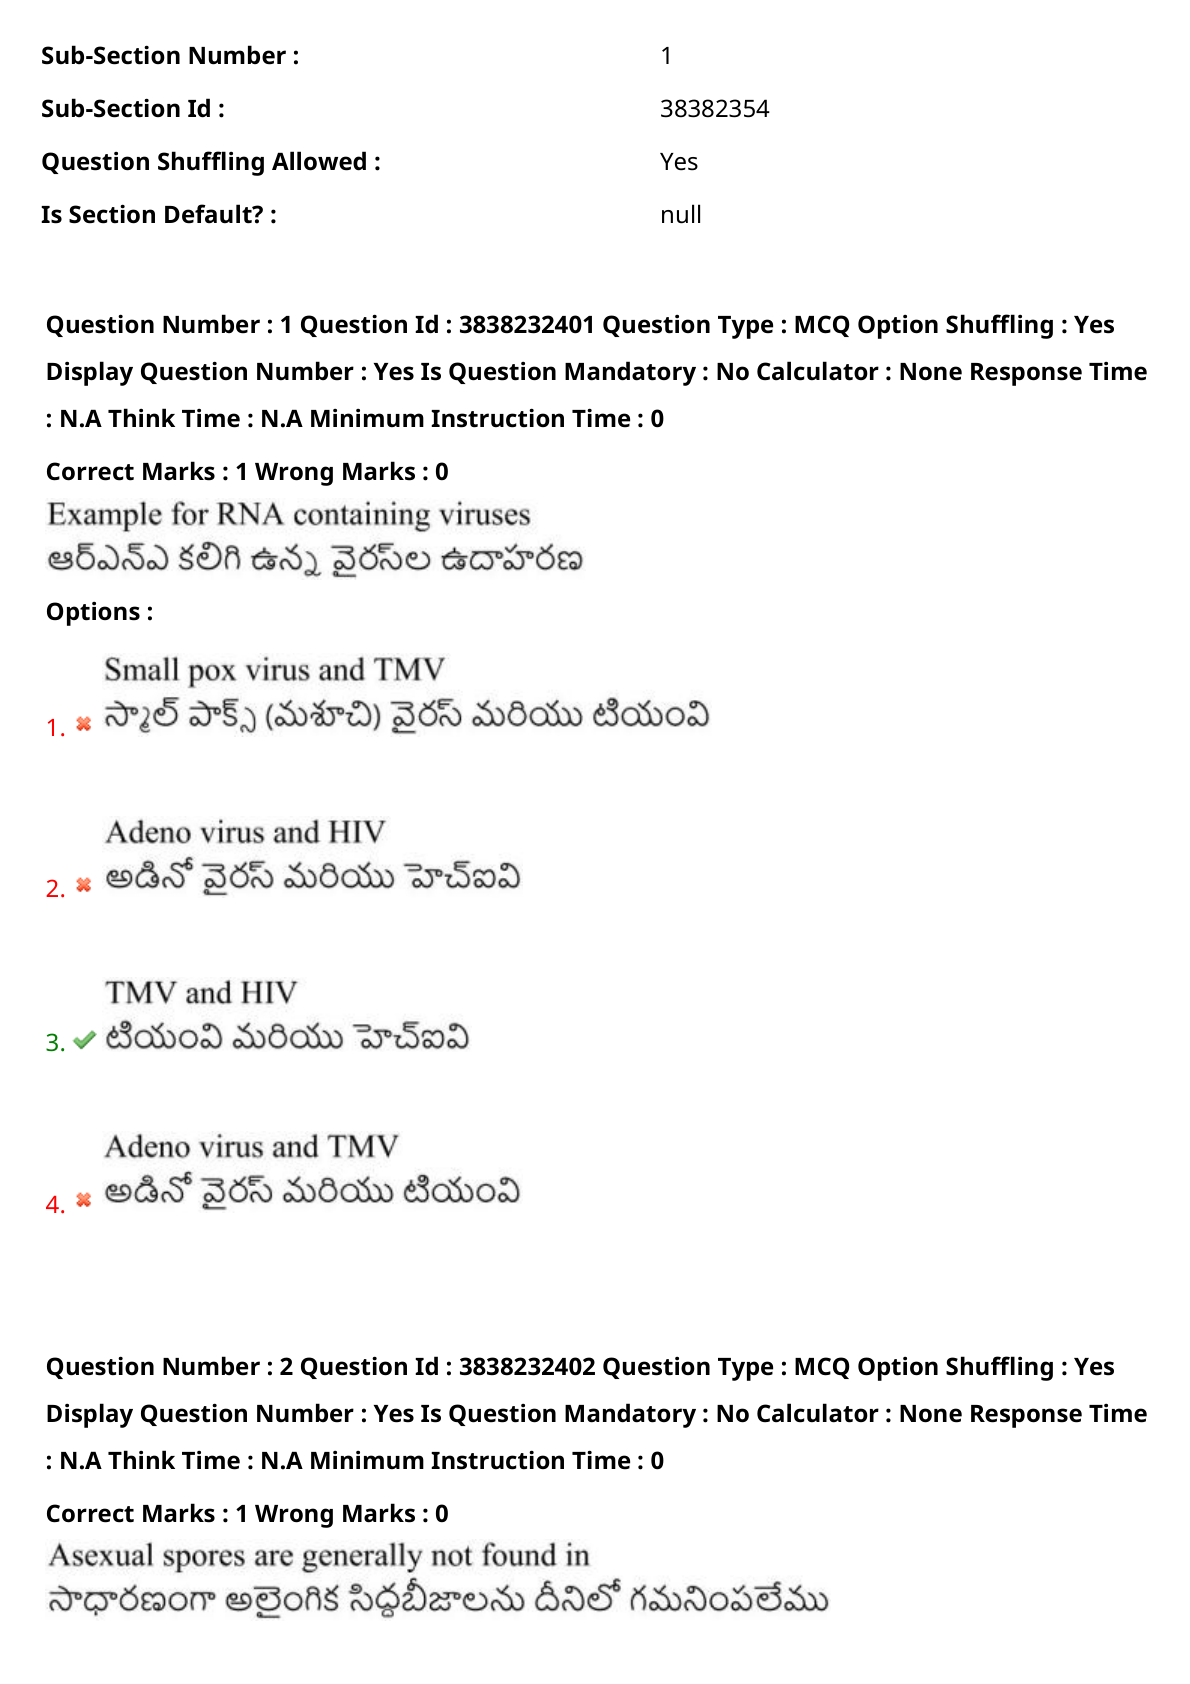 Sub-Section Number : 1
Sub-Section Id : 38382354
Question Shuffling Allowed : Yes
Is Section Default? : null
Question Number : 1 Question Id : 3838232401 Question Type : MCQ Option Shuffling : Yes
Display Question Number : Yes Is Question Mandatory : No Calculator : None Response Time
: N.A Think Time : N.A Minimum Instruction Time : 0
Correct Marks : 1 Wrong Marks : 0
Example for RNA containing viruses
ఆర్ఎన్ఎ కలిగి ఉన్న వైరస్‌ల ఉదాహరణ
Options :
Small pox virus and TMV
1. స్మాల్ పాక్స్ (మశూచి) వైరస్ మరియు టియంవి
Adeno virus and HIV
2. అడినో వైరస్ మరియు హెచ్ఐవి
TMV and HIV
3. టియంవి మరియు హెచ్ఐవి
Adeno virus and TMV
4. అడినో వైరస్ మరియు టియంవి
Question Number : 2 Question Id : 3838232402 Question Type : MCQ Option Shuffling : Yes
Display Question Number : Yes Is Question Mandatory : No Calculator : None Response Time
: N.A Think Time : N.A Minimum Instruction Time : 0
Correct Marks : 1 Wrong Marks : 0
Asexual spores are generally not found in
సాధారణంగా అలైంగిక సిద్దబీజాలను దీనిలో గమనింపలేము